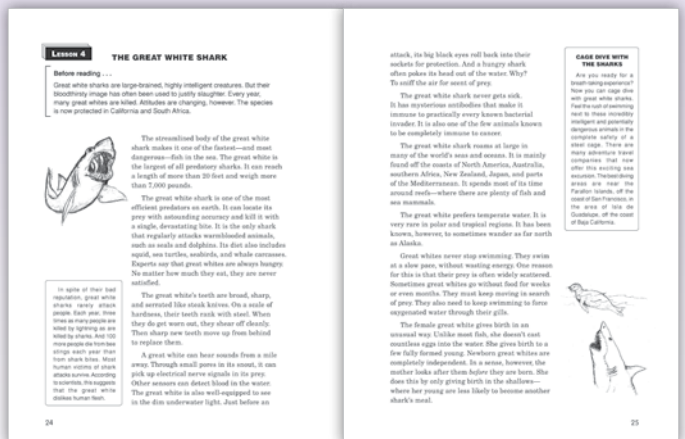 LESSON 4
THE GREAT WHITE SHARK
Before reading . . .
Great white sharks are large-brained, highly intelligent creatures. But their
bloodthirsty image has often been used to justify slaughter. Every year,
many great whites are killed. Attitudes are changing, however. The species
is now protected in California and South Africa.
The streamlined body of the great white
shark makes it one of the fastest—and most
dangerous—fish in the sea. The great white is
the largest of all predatory sharks. It can reach
a length of more than 20 feet and weigh more
than 7,000 pounds.
The great white shark is one of the most
efficient predators on earth. It can locate its
prey with astounding accuracy and kill it with
a single, devastating bite. It is the only shark
that regularly attacks warmblooded animals,
such as seals and dolphins. Its diet also includes
squid, sea turtles, seabirds, and whale carcasses.
Experts say that great whites are always hungry.
No matter how much they eat, they are never
satisfied.
The great white's teeth are broad, sharp,
and serrated like steak knives. On a scale of
hardness, their teeth rank with steel. When
they do get worn out, they shear off cleanly.
Then sharp new teeth move up from behind
to replace them.
A great white can hear sounds from a mile
away. Through small pores in its snout, it can
pick up electrical nerve signals in its prey.
Other sensors can detect blood in the water.
The great white is also well-equipped to see
in the dim underwater light. Just before an
In spite of their bad
reputation, great white
sharks rarely attack
people. Each year, three
times as many people are
killed by lightning as are
killed by sharks. And 100
more people die from bee
stings each year than
from shark bites. Most
human victims of shark
attacks survive. According
to scientists, this suggests
that the great white
dislikes human flesh.
24
attack, its big black eyes roll back into their
sockets for protection. And a hungry shark
often pokes its head out of the water. Why?
To sniff the air for scent of prey.
The great white shark never gets sick.
It has mysterious antibodies that make it
immune to practically every known bacterial
invader. It is also one of the few animals known
to be completely immune to cancer.
The great white shark roams at large in
many of the world's seas and oceans. It is mainly
found off the coasts of North America, Australia,
southern Africa, New Zealand, Japan, and parts
of the Mediterranean. It spends most of its time
around reefs—where there are plenty of fish and
sea mammals.
The great white prefers temperate water. It is
very rare in polar and tropical regions. It has been
known, however, to sometimes wander as far north
as Alaska.
Great whites never stop swimming. They swim
at a slow pace, without wasting energy. One reason
for this is that their prey is often widely scattered.
Sometimes great whites go without food for weeks
or even months. They must keep moving in search
of prey. They also need to keep swimming to force
oxygenated water through their gills.
The female great white gives birth in an
unusual way. Unlike most fish, she doesn't cast
countless eggs into the water. She gives birth to a
few fully formed young. Newborn great whites are
completely independent. In a sense, however, the
mother looks after them before they are born. She
does this by only giving birth in the shallows—
where her young are less likely to become another
shark's meal.
CAGE DIVE WITH
THE SHARKS
Are you ready for a
breath-taking experience?
Now you can cage dive
with great white sharks.
Feel the rush of swimming
next to these incredibly
intelligent and potentially
dangerous animals in the
complete safety of a
steel cage. There are
many adventure travel
companies that now
offer this exciting sea
excursion. The best diving
areas are near the
Farallon Islands, off the
coast of San Francisco, in
the area of Isla de
Guadalupe, off the coast
of Baja California.
25